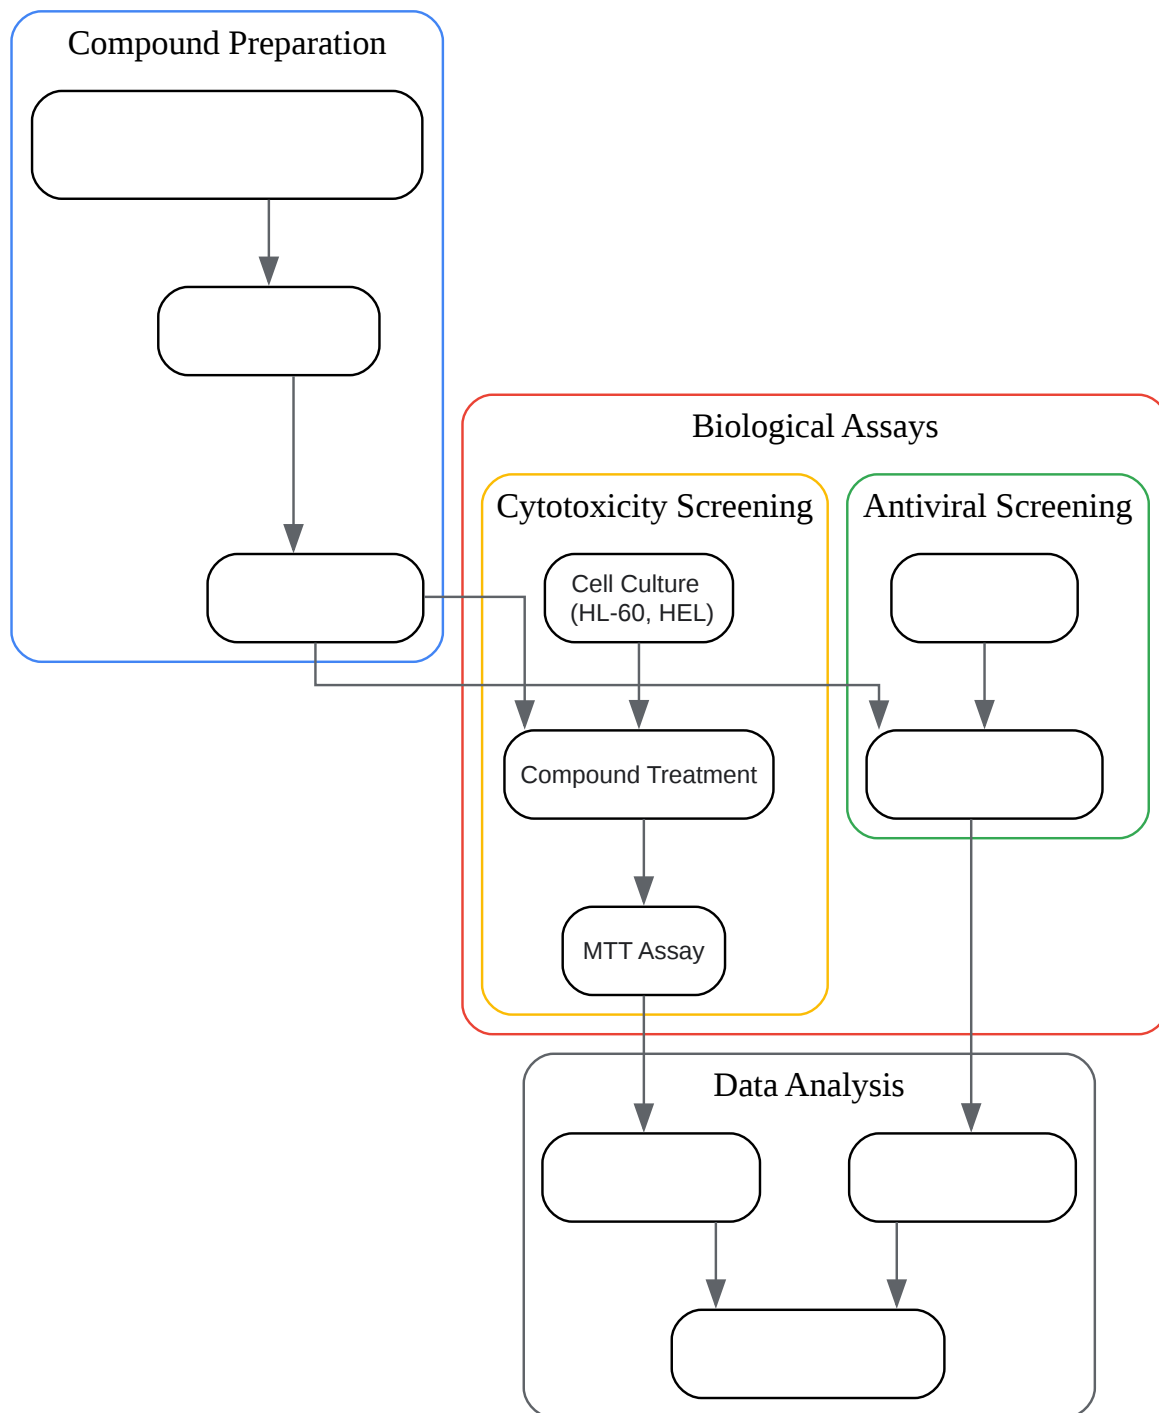 Compound Preparation
Biological Assays
Cytotoxicity Screening
Antiviral Screening
Cell Culture
(HL-60, HEL)
Compound Treatment
MTT Assay
Data Analysis